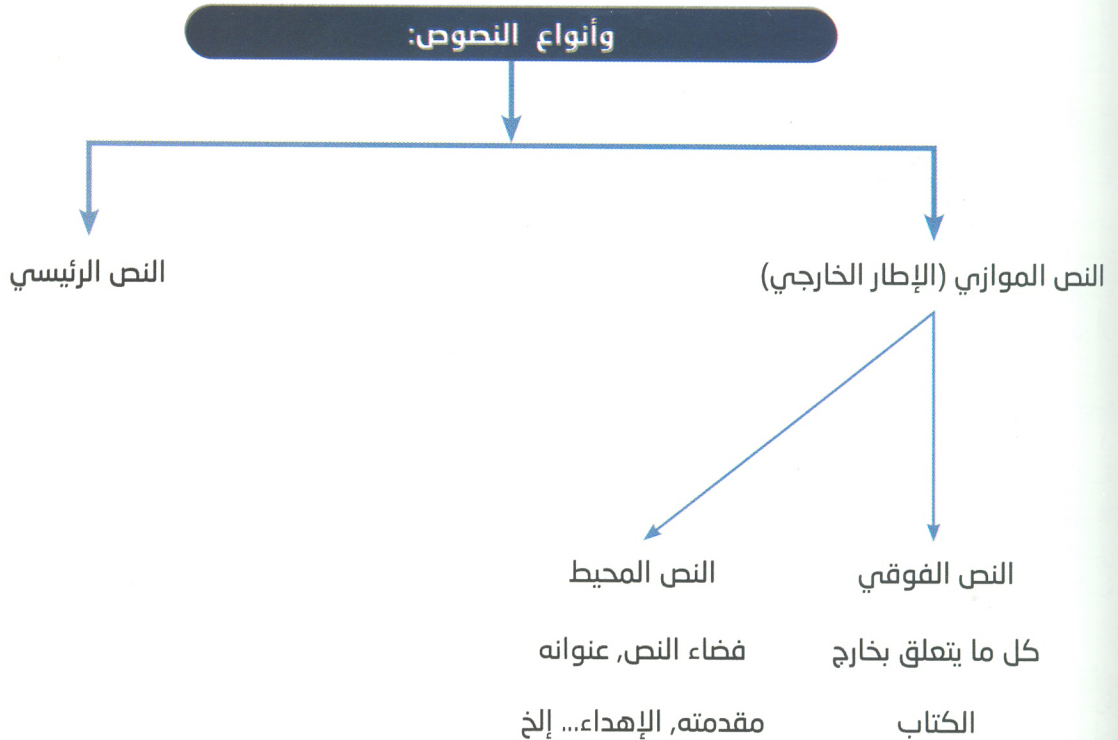 وأنواع النصوص:
النص الموازي (الإطار الخارجي)
النص الرئيسي
النص الفوقي
النص المحيط
كل ما يتعلق بخارج
فضاء النص, عنوانه
الكتاب
مقدمته, الإهداء... إلخ